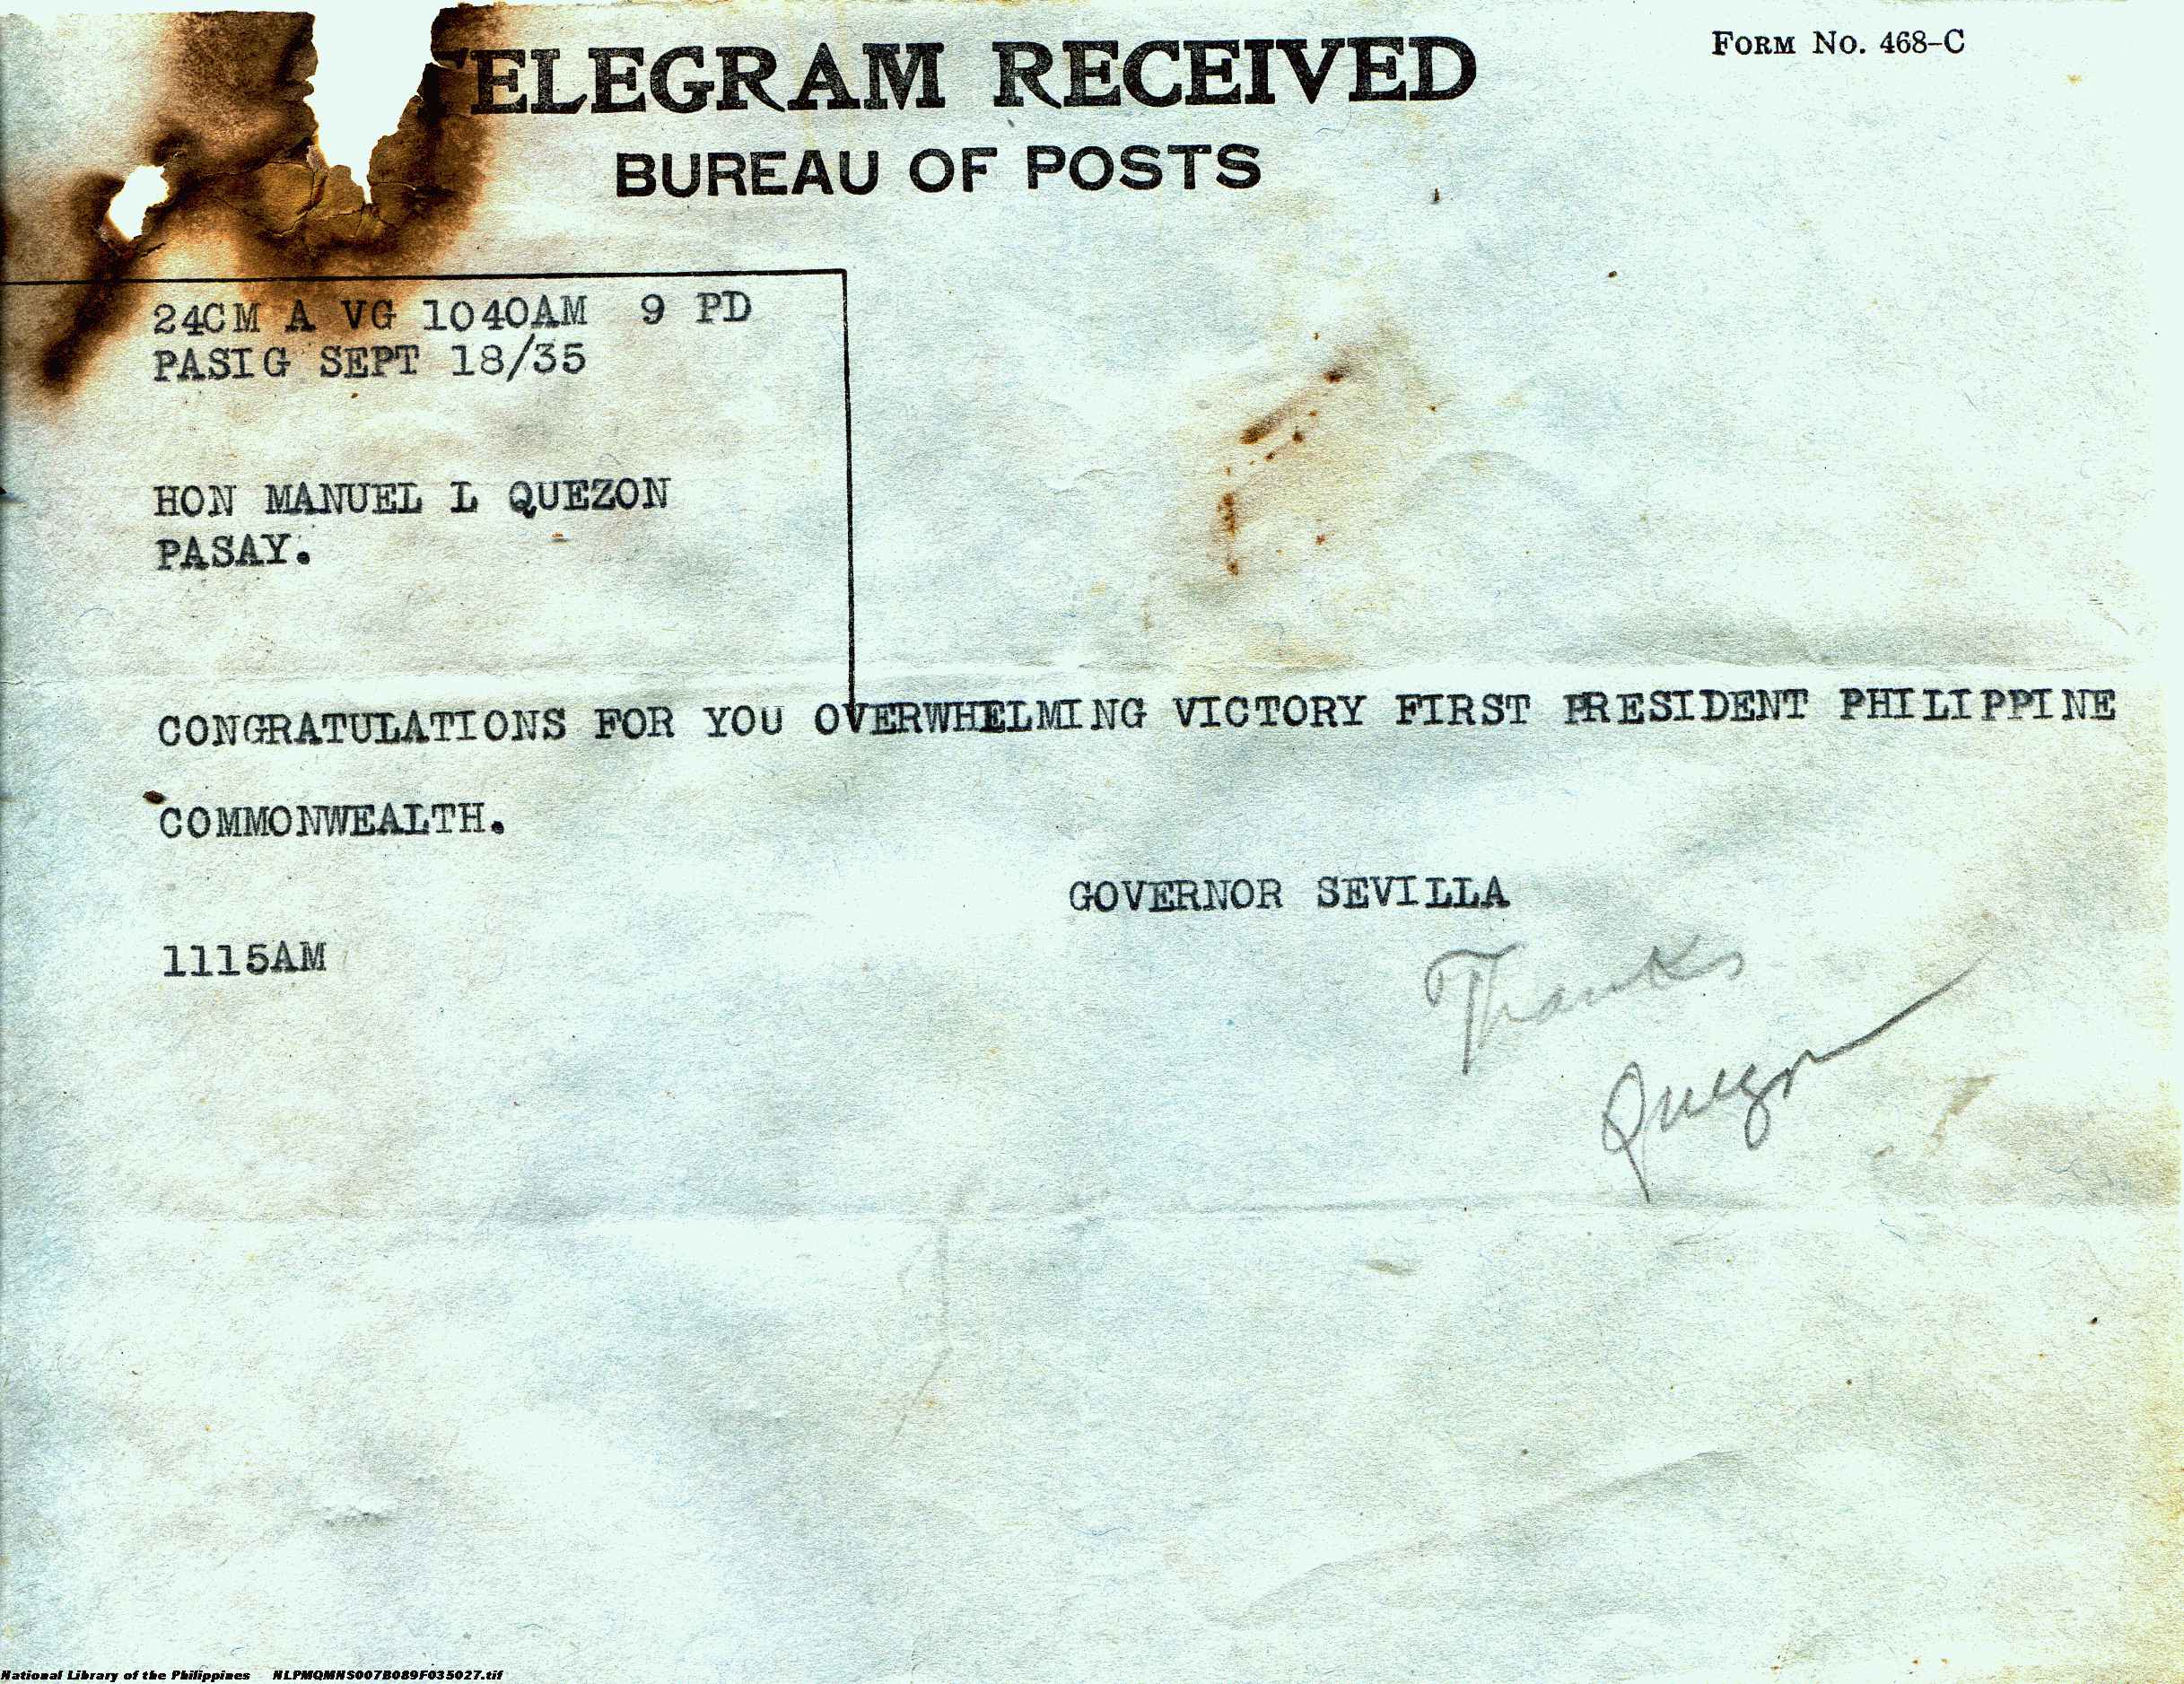 TELEGRAM RECEIVED
FORM NO. 468-C
BUREAU OF POSTS
24CM A VG 1040AM 9 PD
PASIG SEPT 18/35
HON MANUEL L QUEZON
PASAY.
CONGRATULATIONS FOR YOU OVERWHELMING VICTORY FIRST PRESIDENT PHILIPPINE
COMMONWEALTH.
GOVERNOR SEVILLA
1115AM
Thanks
Quezon
National Library of the Philippines NLPMQMNS007B089F035027.tif